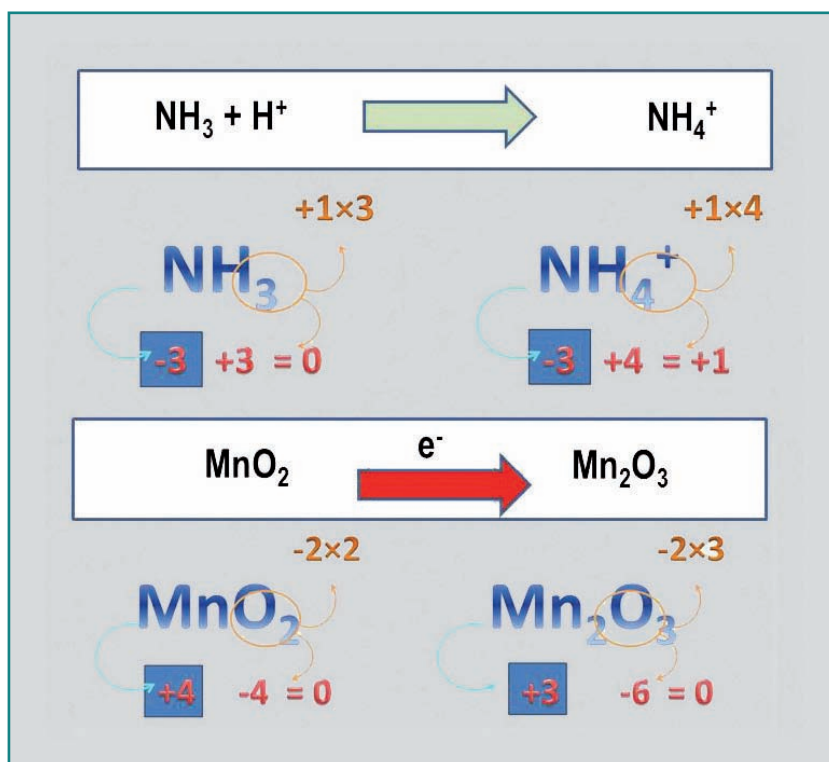 NH₃ + H⁺ NH₄⁺
+1×3 +1×4
NH₃ NH₄⁺
-3 +3 = 0 -3 +4 = +1
MnO₂ e⁻ Mn₂O₃
-2×2 -2×3
MnO₂ Mn₂O₃
+4 -4 = 0 +3 -6 = 0